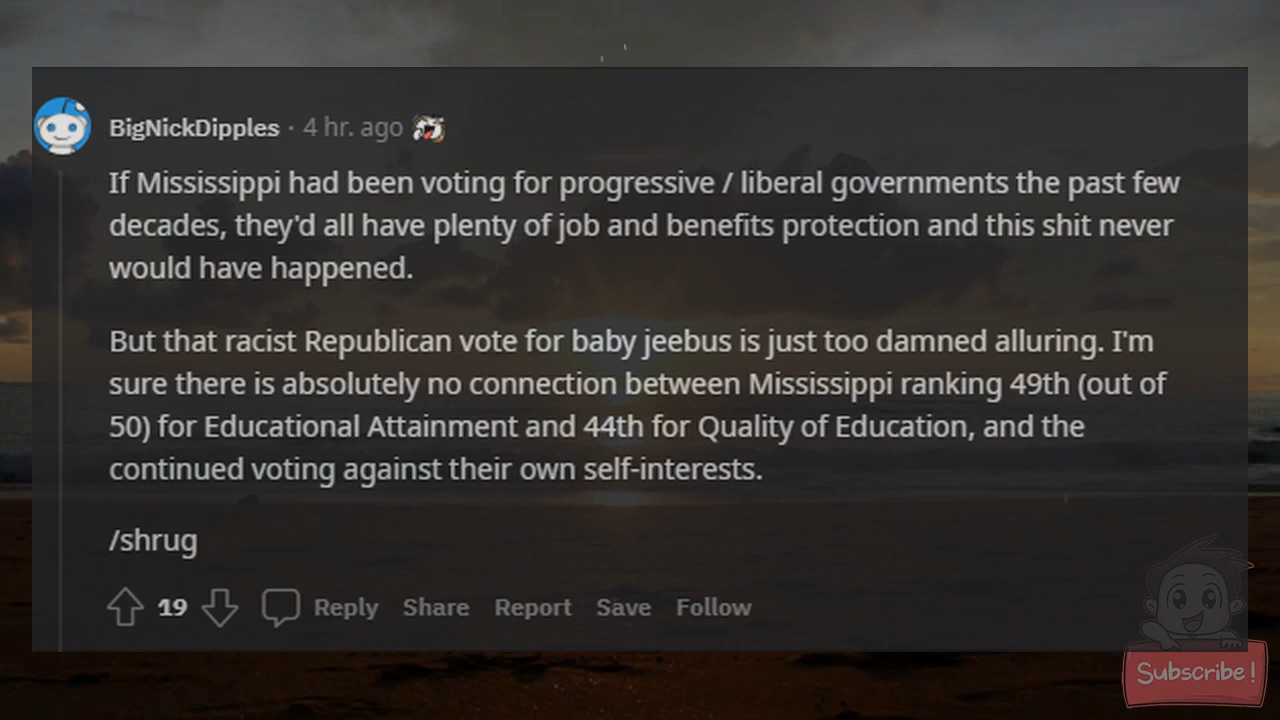 BigNickDipples · 4 hr. ago
If Mississippi had been voting for progressive / liberal governments the past few
decades, they'd all have plenty of job and benefits protection and this shit never
would have happened.
But that racist Republican vote for baby jeebus is just too damned alluring. I'm
sure there is absolutely no connection between Mississippi ranking 49th (out of
50) for Educational Attainment and 44th for Quality of Education, and the
continued voting against their own self-interests.
/shrug
19 Reply Share Report Save Follow
Subscribe!